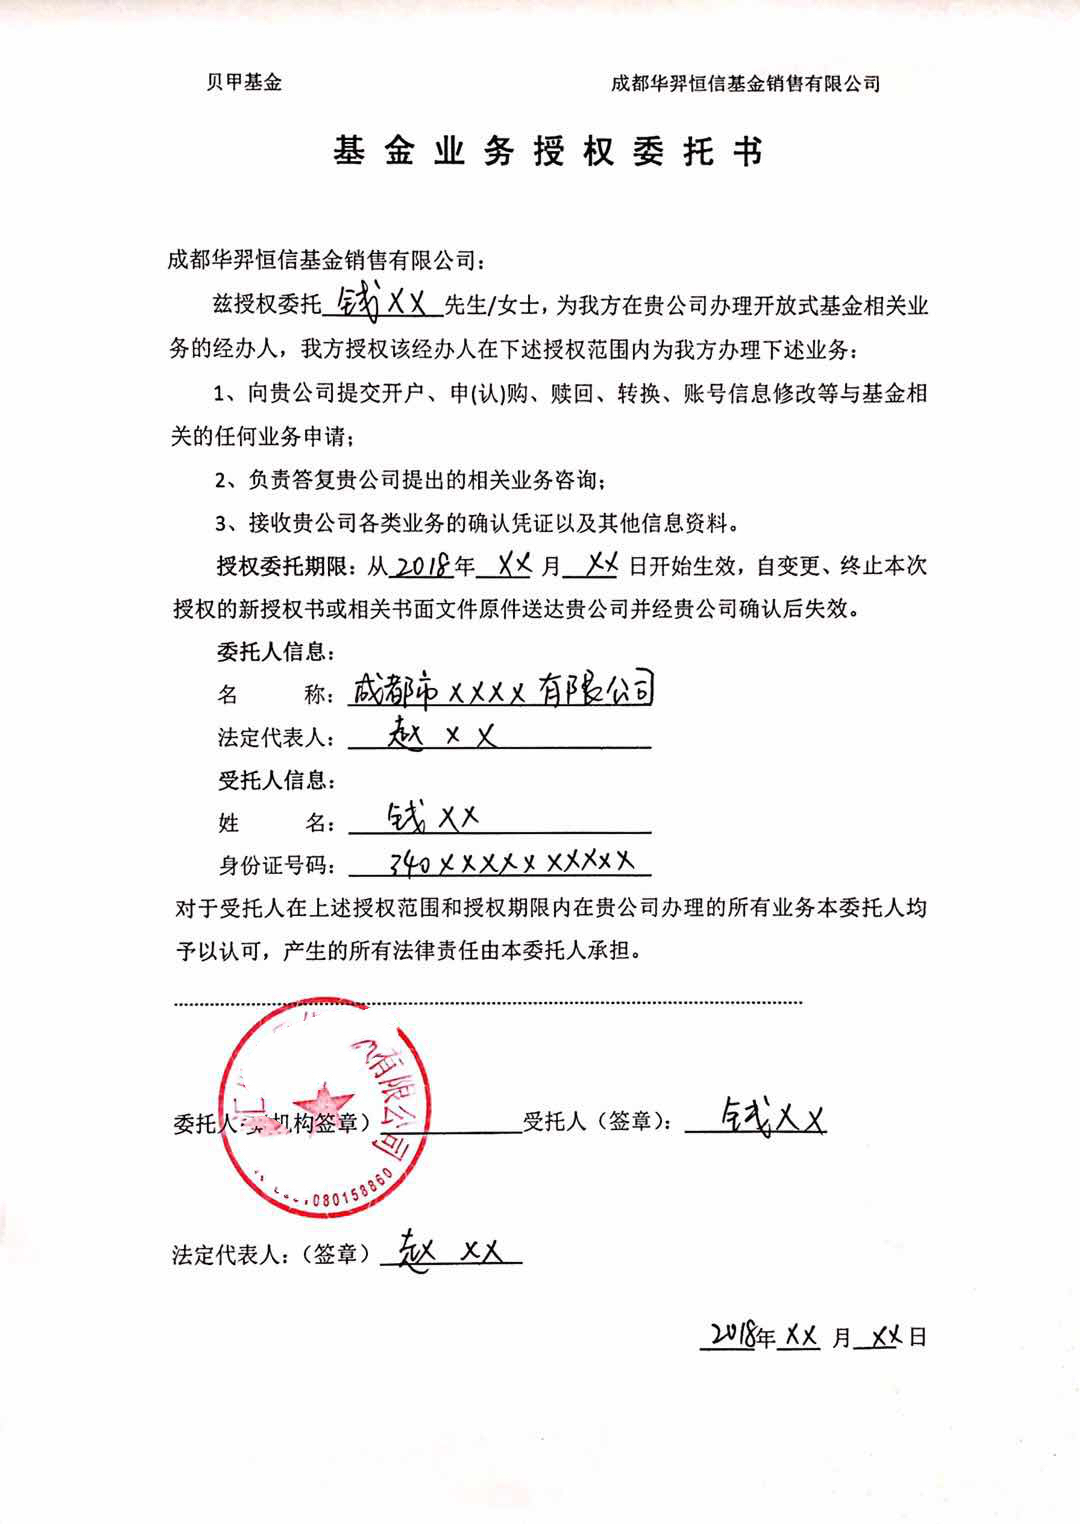 贝甲基金 成都华羿恒信基金销售有限公司
基金业务授权委托书
成都华羿恒信基金销售有限公司：
兹授权委托 钱XX 先生/女士，为我方在贵公司办理开放式基金相关业
务的经办人，我方授权该经办人在下述授权范围内为我方办理下述业务：
1、向贵公司提交开户、申(认)购、赎回、转换、账号信息修改等与基金相
关的任何业务申请；
2、负责答复贵公司提出的相关业务咨询；
3、接收贵公司各类业务的确认凭证以及其他信息资料。
授权委托期限：从2018年 XX 月 XX 日开始生效，自变更、终止本次
授权的新授权书或相关书面文件原件送达贵公司并经贵公司确认后失效。
委托人信息：
名 称：成都市XXXX有限公司
法定代表人： 赵 X X
受托人信息：
姓 名： 钱XX
身份证号码： 340XXXXXXXXXX
对于受托人在上述授权范围和授权期限内在贵公司办理的所有业务本委托人均
予以认可，产生的所有法律责任由本委托人承担。
有限公司
委托人 机构签章） 受托人（签章）： 钱XX
080158860
法定代表人：（签章） 赵 XX
2018年 XX 月 XX 日